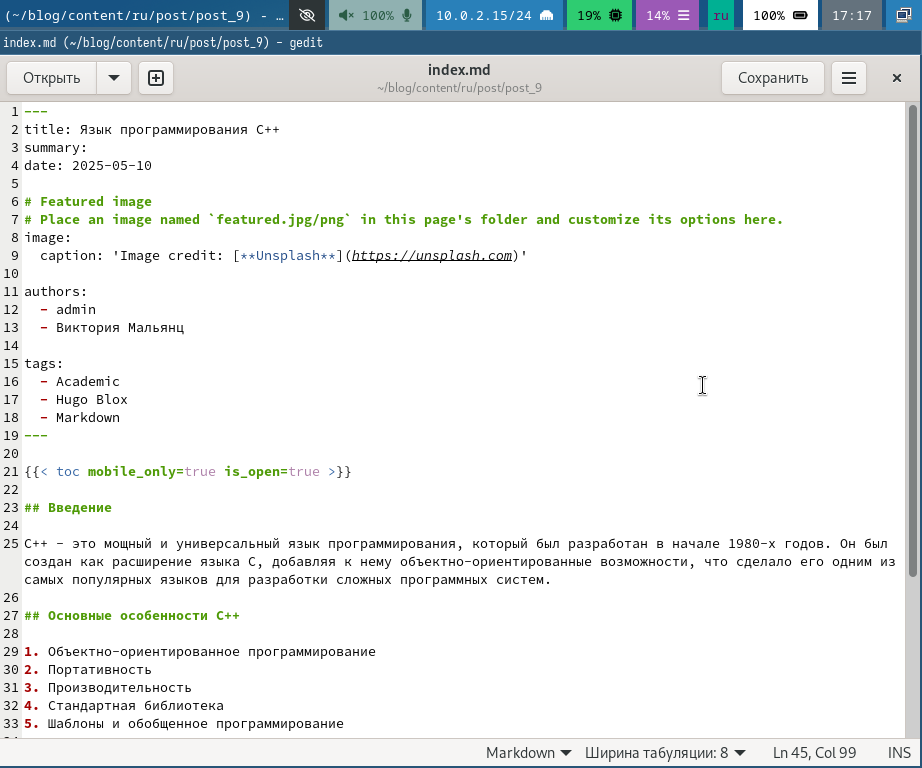 (~/blog/content/ru/post/post_9) - … 100% 10.0.2.15/24 19% 14% ru 100% 17:17
index.md (~/blog/content/ru/post/post_9) - gedit
Открыть index.md Сохранить
~/blog/content/ru/post/post_9
1 ---
2 title: Язык программирования C++
3 summary:
4 date: 2025-05-10
5
6 # Featured image
7 # Place an image named `featured.jpg/png` in this page's folder and customize its options here.
8 image:
9   caption: 'Image credit: [**Unsplash**](https://unsplash.com)'
10
11 authors:
12   - admin
13   - Виктория Мальянц
14
15 tags:
16   - Academic
17   - Hugo Blox
18   - Markdown
19 ---
20
21 {{< toc mobile_only=true is_open=true >}}
22
23 ## Введение
24
25 C++ - это мощный и универсальный язык программирования, который был разработан в начале 1980-х годов. Он был
создан как расширение языка C, добавляя к нему объектно-ориентированные возможности, что сделало его одним из
самых популярных языков для разработки сложных программных систем.
26
27 ## Основные особенности C++
28
29 1. Объектно-ориентированное программирование
30 2. Портативность
31 3. Производительность
32 4. Стандартная библиотека
33 5. Шаблоны и обобщенное программирование
Markdown Ширина табуляции: 8 Ln 45, Col 99 INS